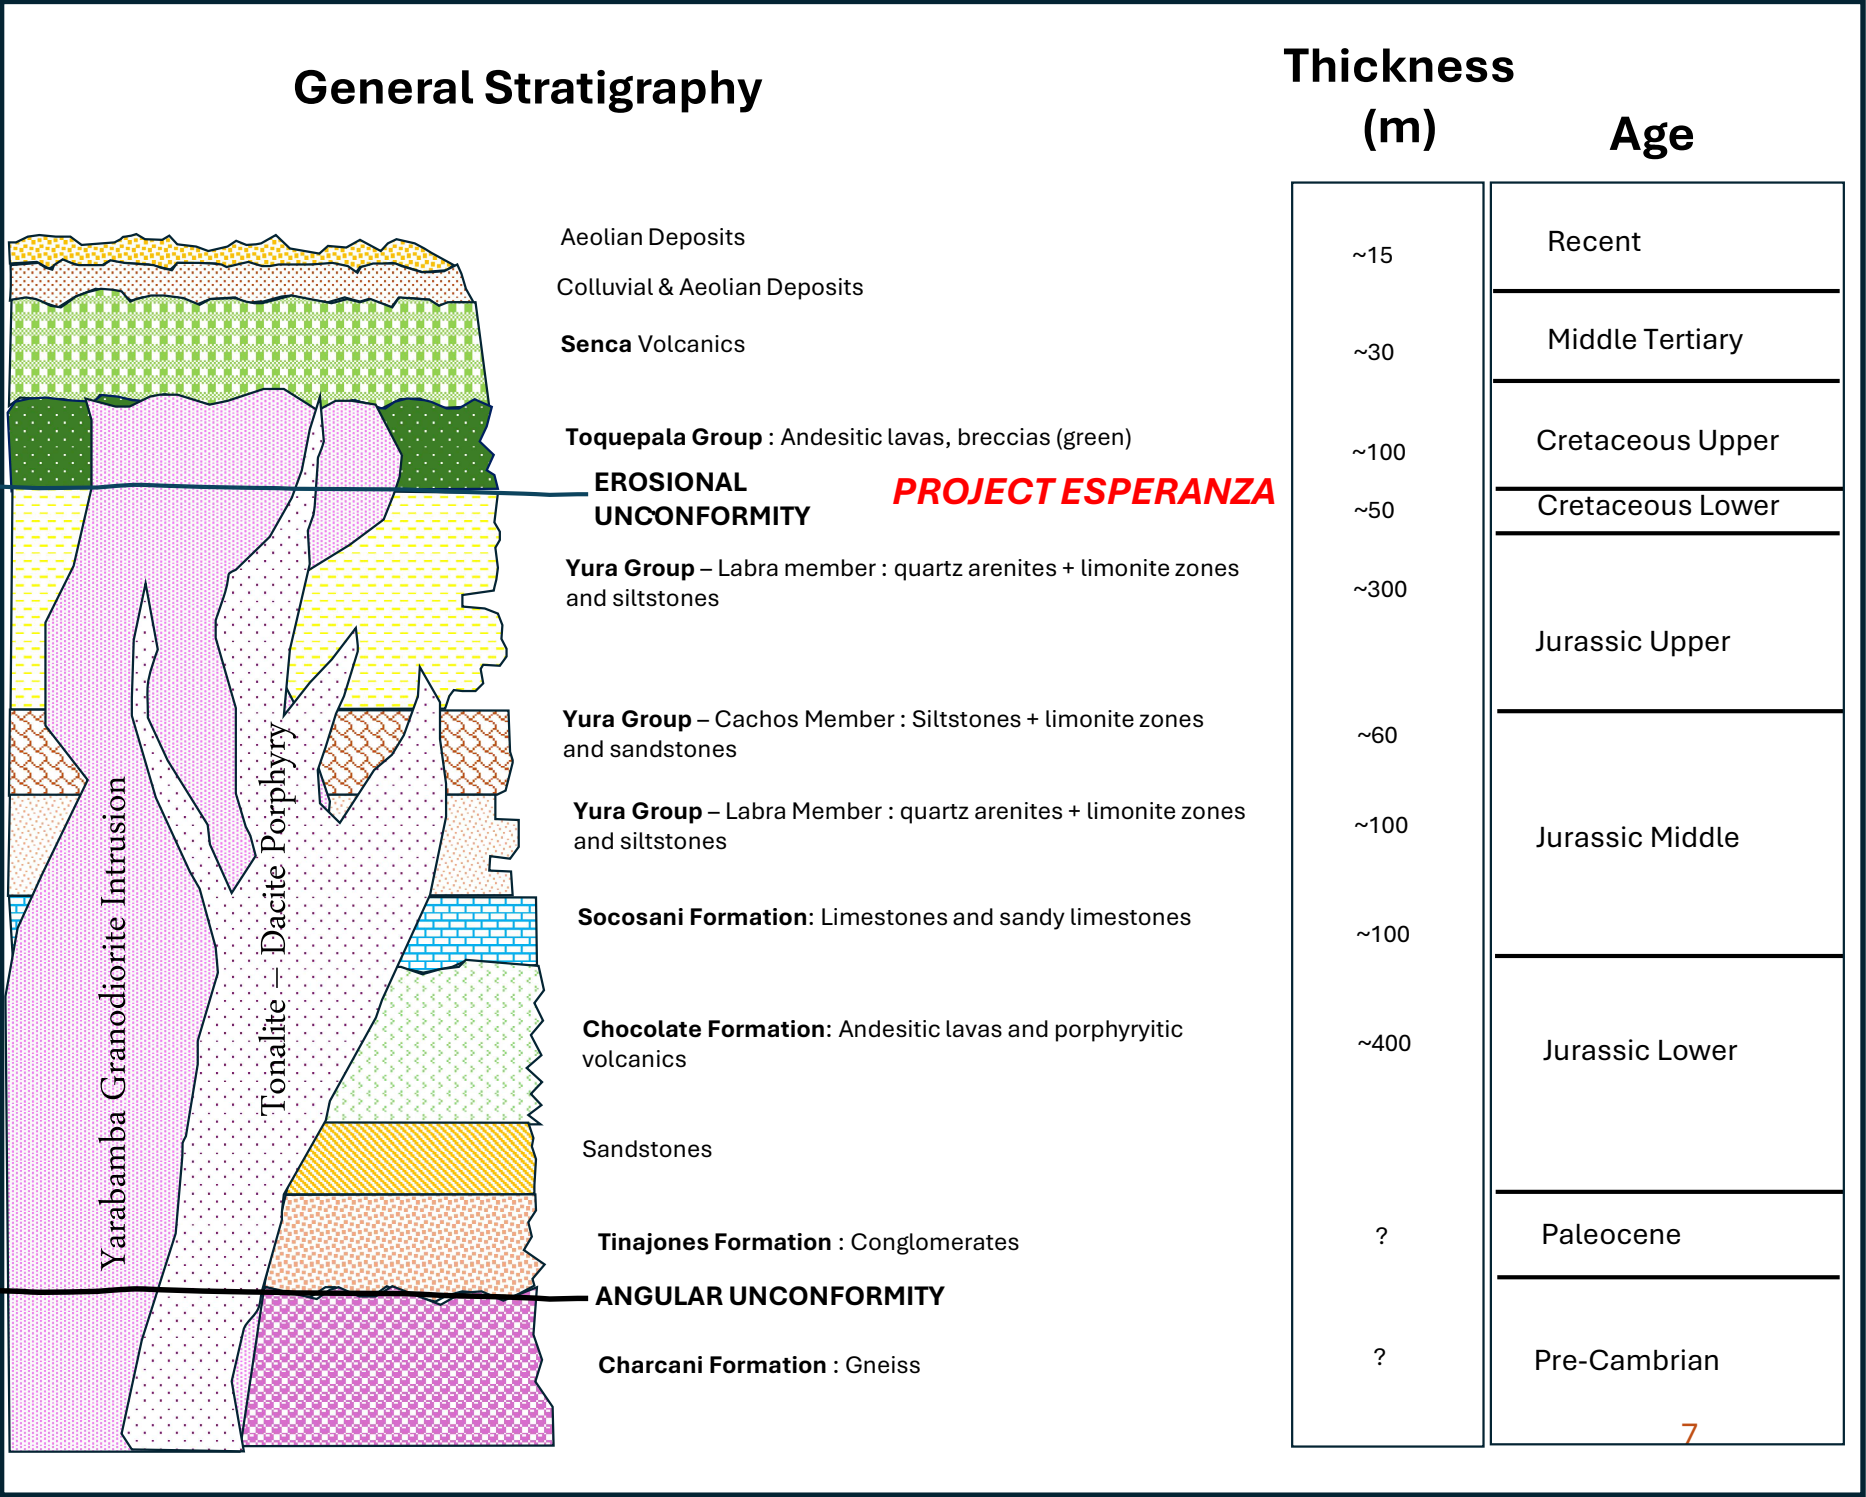 General Stratigraphy
Thickness
(m)
Age
Aeolian Deposits
~15
Recent
Colluvial & Aeolian Deposits
Senca Volcanics
~30
Middle Tertiary
Toquepala Group : Andesitic lavas, breccias (green)
~100
Cretaceous Upper
EROSIONAL
UNCONFORMITY
PROJECT ESPERANZA
~50
Cretaceous Lower
Yura Group – Labra member : quartz arenites + limonite zones
and siltstones
~300
Jurassic Upper
Yura Group – Cachos Member : Siltstones + limonite zones
and sandstones
~60
Yura Group – Labra Member : quartz arenites + limonite zones
and siltstones
~100
Jurassic Middle
Socosani Formation: Limestones and sandy limestones
~100
Chocolate Formation: Andesitic lavas and porphyryitic
volcanics
~400
Jurassic Lower
Sandstones
Tinajones Formation : Conglomerates
?
Paleocene
ANGULAR UNCONFORMITY
Charcani Formation : Gneiss
?
Pre-Cambrian
Yarabamba Granodiorite Intrusion
Tonalite – Dacite Porphyry
7